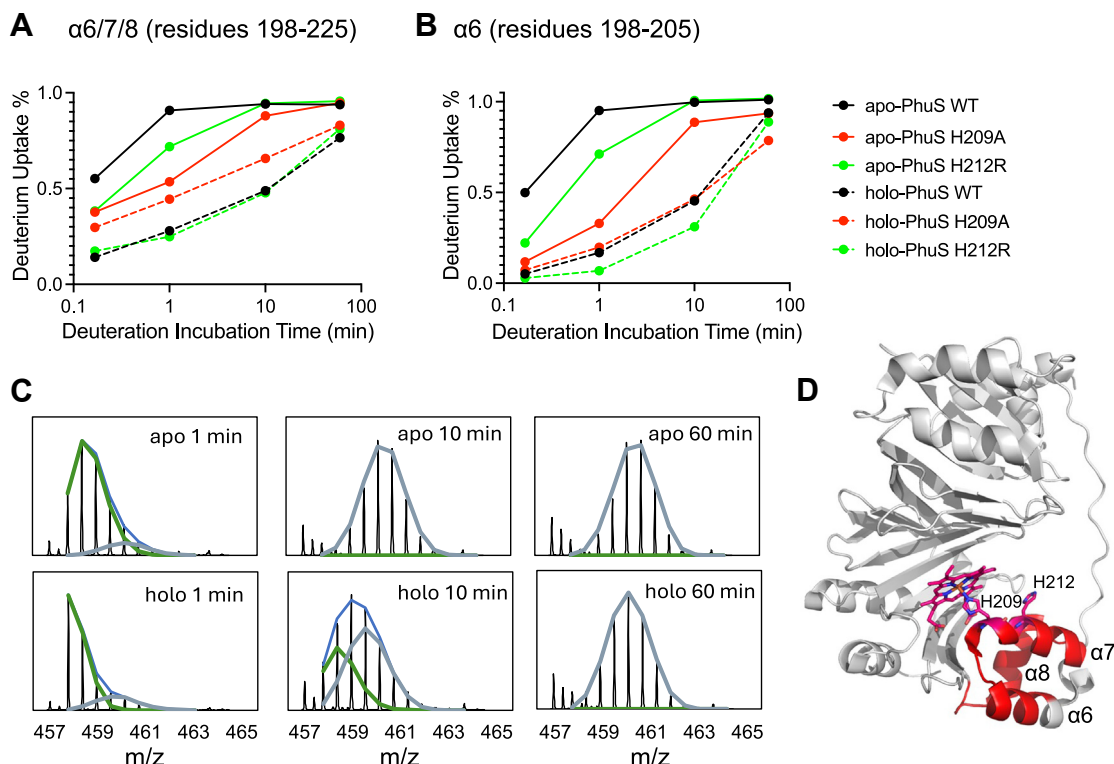 A α6/7/8 (residues 198-225)
B α6 (residues 198-205)
Deuterium Uptake %
1.0
0.5
0.0
0.1 1 10 100
Deuteration Incubation Time (min)
Deuterium Uptake %
1.0
0.5
0.0
0.1 1 10 100
Deuteration Incubation Time (min)
apo-PhuS WT
apo-PhuS H209A
apo-PhuS H212R
holo-PhuS WT
holo-PhuS H209A
holo-PhuS H212R
C
apo 1 min
apo 10 min
apo 60 min
holo 1 min
holo 10 min
holo 60 min
457 459 461 463 465
457 459 461 463 465
457 459 461 463 465
m/z
m/z
m/z
D
H212
H209
α7
α8
α6